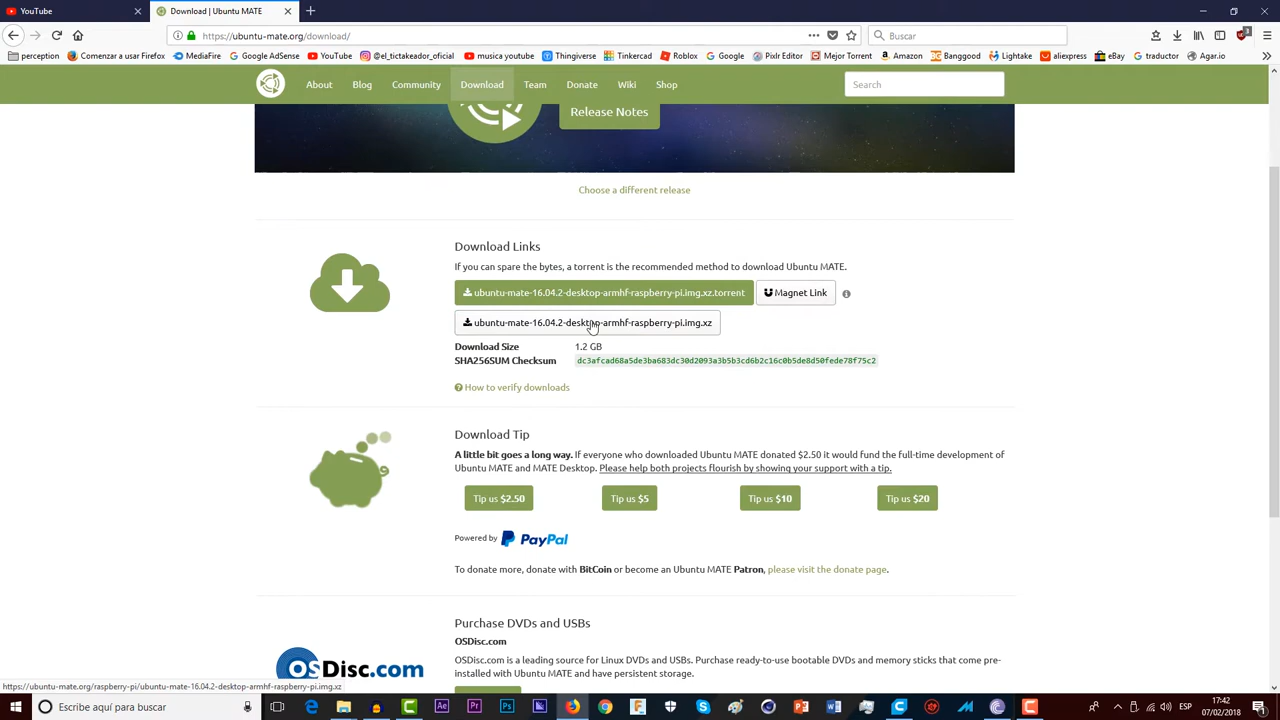 YouTube
Download | Ubuntu MATE
https://ubuntu-mate.org/download/
Buscar
3
perception
Comenzar a usar Firefox
MediaFire
Google AdSense
YouTube
@el_tictakeador_oficial
musica youtube
Thingiverse
Tinkercad
Roblox
Pixlr Editor
Google
Mejor Torrent
Amazon
Banggood
Lightake
aliexpress
eBay
traductor
Agar.io
About
Blog
Community
Download
Team
Donate
Wiki
Shop
Search
Release Notes
Choose a different release
Download Links
If you can spare the bytes, a torrent is the recommended method to download Ubuntu MATE.
ubuntu-mate-16.04.2-desktop-armhf-raspberry-pi.img.xz.torrent
Magnet Link
ubuntu-mate-16.04.2-desktop-armhf-raspberry-pi.img.xz
Download Size 1.2 GB
SHA256SUM Checksum dc3afcad68a5de3ba683dc30d2093a3b5b3cd6b2c16c0b5de8d50fede78f75c2
How to verify downloads
Download Tip
A little bit goes a long way. If everyone who downloaded Ubuntu MATE donated $2.50 it would fund the full-time development of
Ubuntu MATE and MATE Desktop. Please help both projects flourish by showing your support with a tip.
Tip us $2.50
Tip us $5
Tip us $10
Tip us $20
Powered by PayPal
To donate more, donate with BitCoin or become an Ubuntu MATE Patron, please visit the donate page.
Purchase DVDs and USBs
OSDisc.com
OSDisc.com
OSDisc.com is a leading source for Linux DVDs and USBs. Purchase ready-to-use bootable DVDs and memory sticks that come pre-
installed with Ubuntu MATE and have persistent storage.
https://ubuntu-mate.org/raspberry-pi/ubuntu-mate-16.04.2-desktop-armhf-raspberry-pi.img.xz
Escribe aquí para buscar
ESP
17:42
07/02/2018